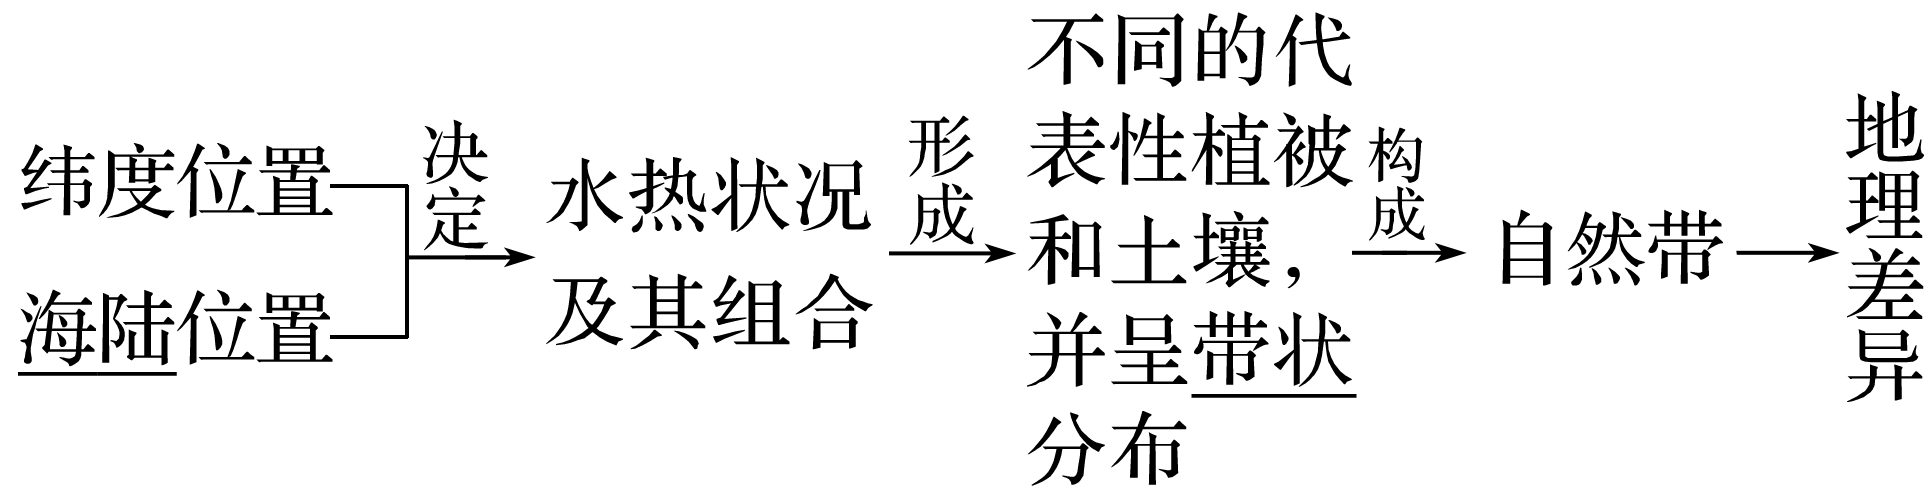 纬度位置
海陆位置
决定
水热状况
及其组合
形成
不同的代
表性植被
和土壤，
并呈带状
分布
构成
自然带
地理差异